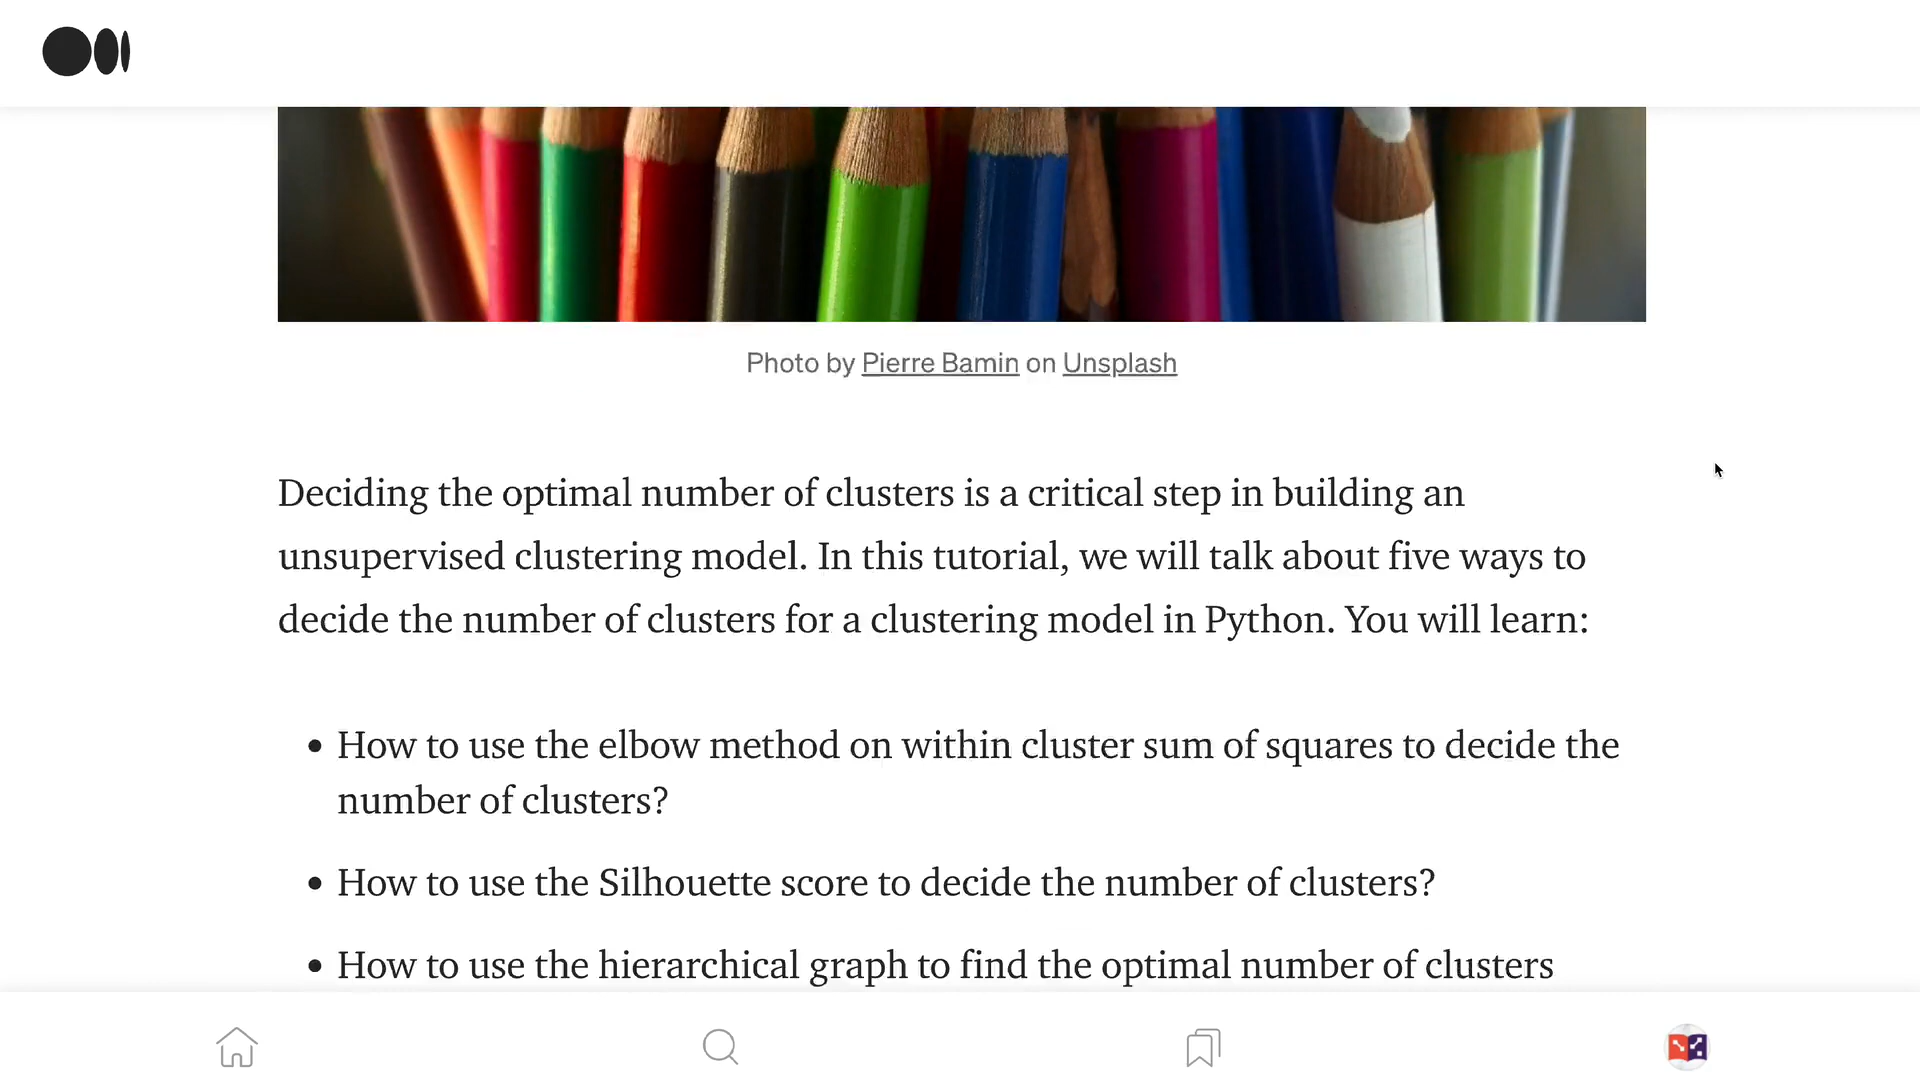 Photo by Pierre Bamin on Unsplash
Deciding the optimal number of clusters is a critical step in building an
unsupervised clustering model. In this tutorial, we will talk about five ways to
decide the number of clusters for a clustering model in Python. You will learn:
• How to use the elbow method on within cluster sum of squares to decide the
number of clusters?
• How to use the Silhouette score to decide the number of clusters?
• How to use the hierarchical graph to find the optimal number of clusters